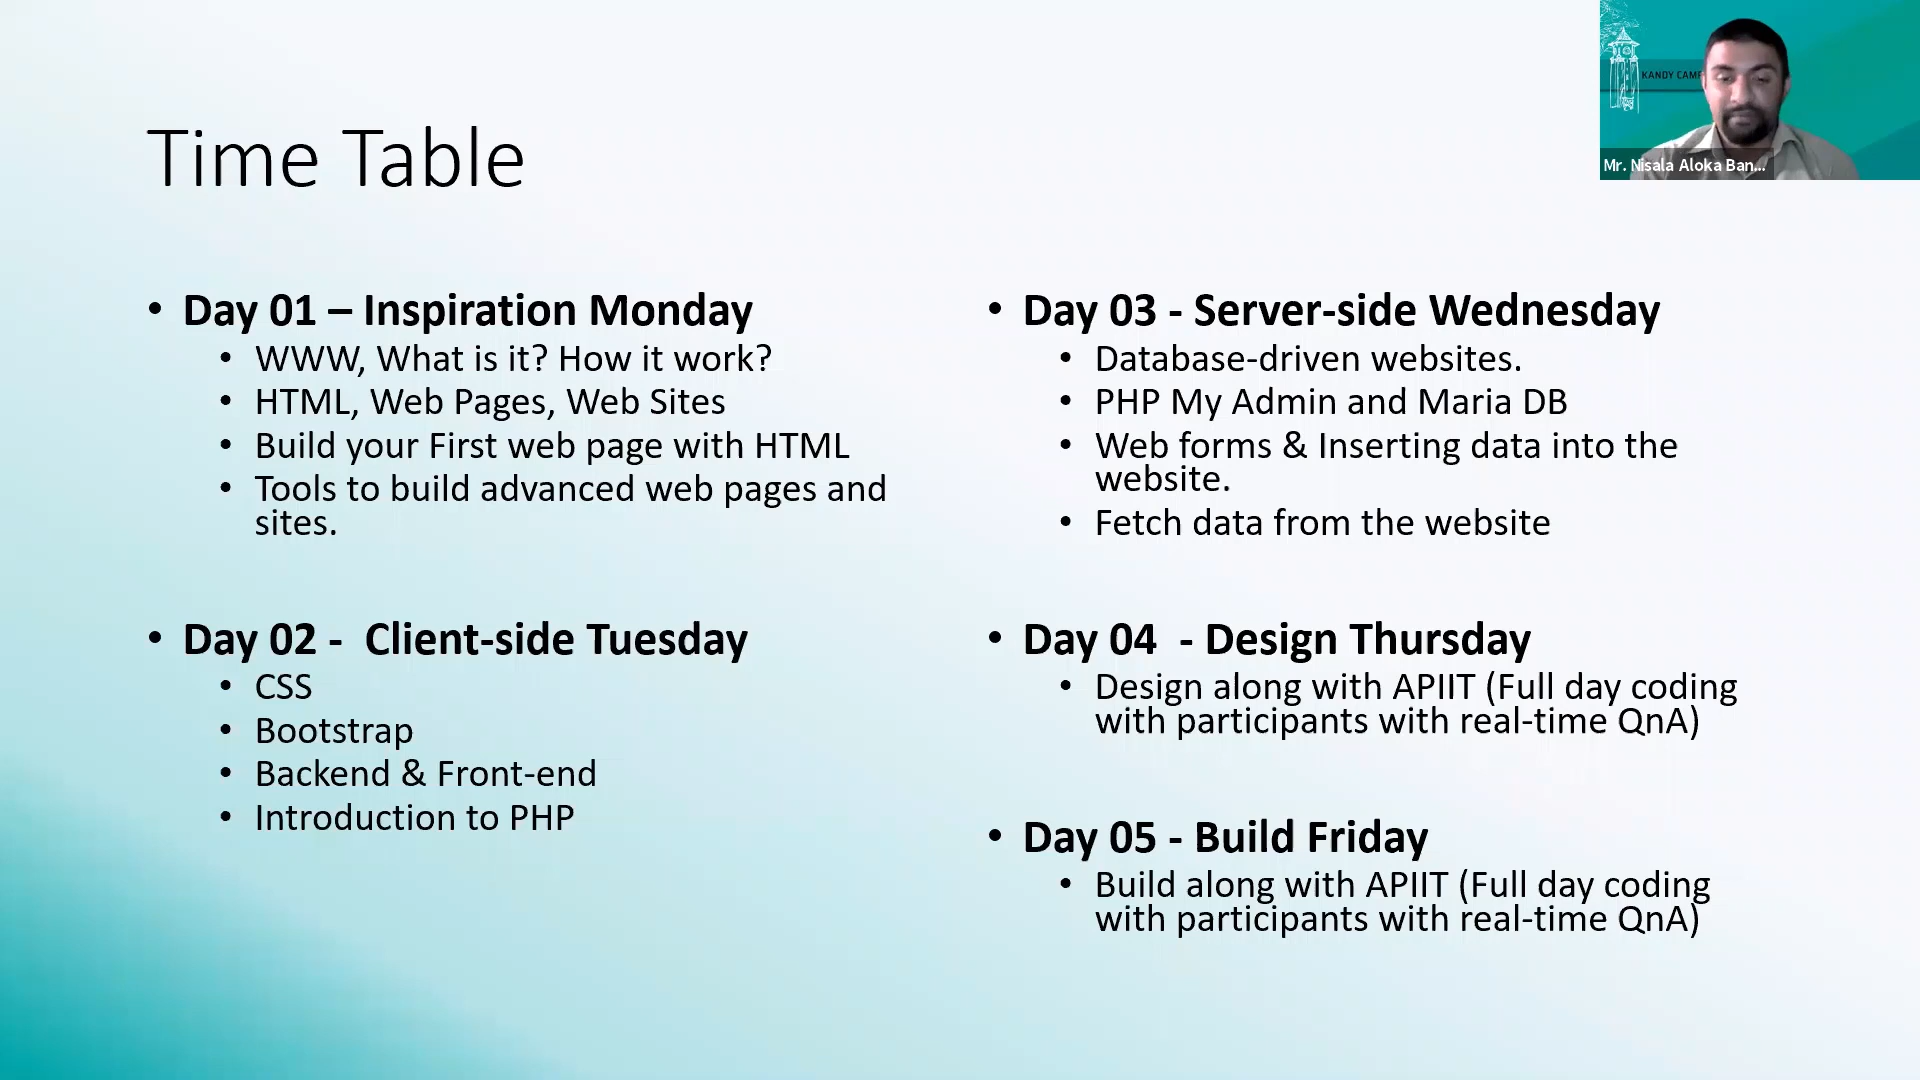 KANDY CAMP
Mr. Nisala Aloka Ban...
Time Table
• Day 01 – Inspiration Monday
• WWW, What is it? How it work?
• HTML, Web Pages, Web Sites
• Build your First web page with HTML
• Tools to build advanced web pages and
sites.
• Day 02 -  Client-side Tuesday
• CSS
• Bootstrap
• Backend & Front-end
• Introduction to PHP
• Day 03 - Server-side Wednesday
• Database-driven websites.
• PHP My Admin and Maria DB
• Web forms & Inserting data into the
website.
• Fetch data from the website
• Day 04  - Design Thursday
• Design along with APIIT (Full day coding
with participants with real-time QnA)
• Day 05 - Build Friday
• Build along with APIIT (Full day coding
with participants with real-time QnA)